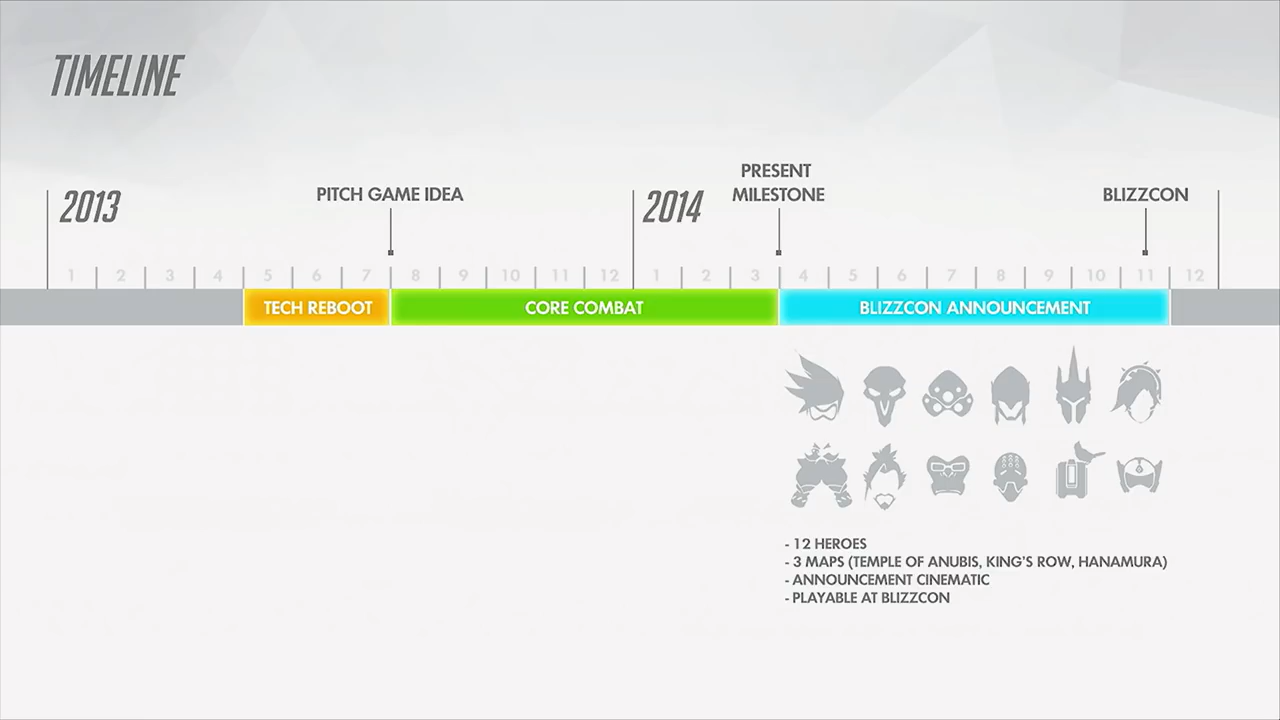 TIMELINE
2013
PITCH GAME IDEA
2014
PRESENT
MILESTONE
BLIZZCON
1 2 3 4 5 6 7 8 9 10 11 12 1 2 3 4 5 6 7 8 9 10 11 12
TECH REBOOT
CORE COMBAT
BLIZZCON ANNOUNCEMENT
- 12 HEROES
- 3 MAPS (TEMPLE OF ANUBIS, KING'S ROW, HANAMURA)
- ANNOUNCEMENT CINEMATIC
- PLAYABLE AT BLIZZCON